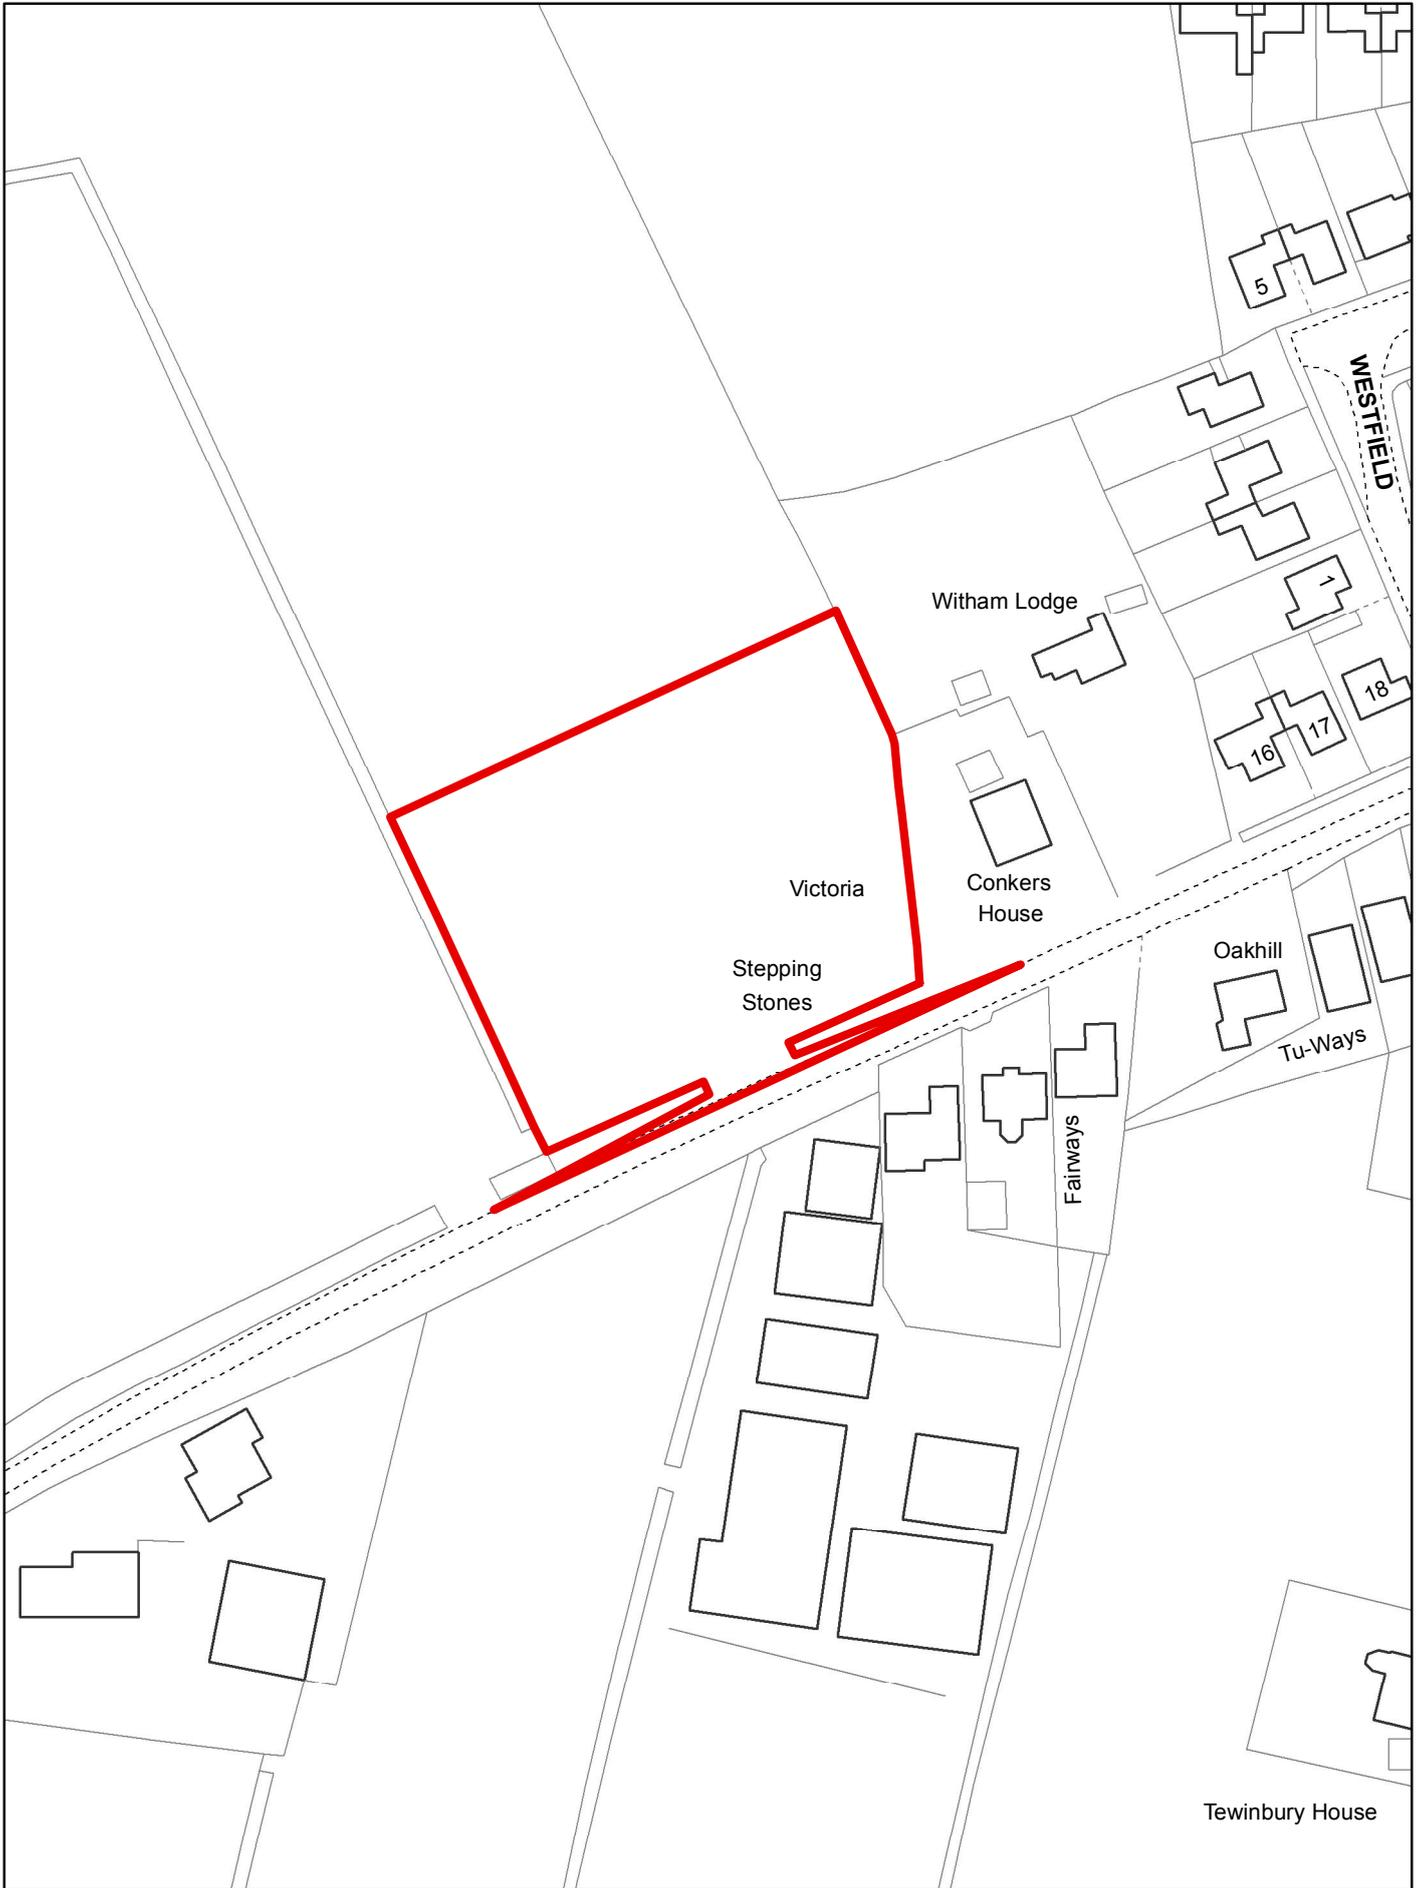 5
WESTFIELD
1
Witham Lodge
18
17
16
Victoria
Conkers
House
Oakhill
Stepping
Stones
Tu-Ways
Fairways
Tewinbury House